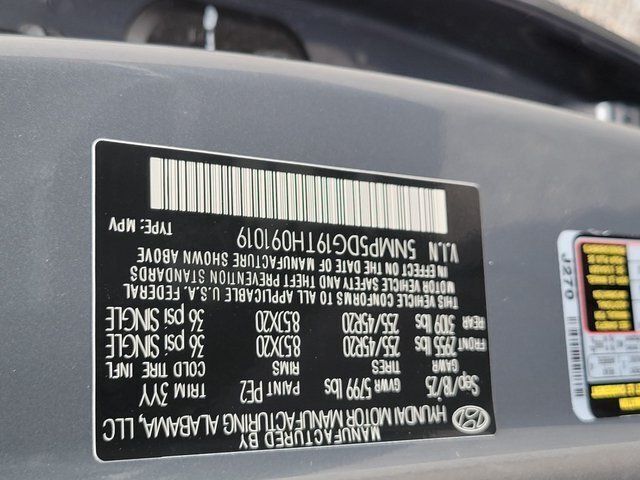 MANUFACTURED BY
HYUNDAI MOTOR MANUFACTURING ALABAMA, LLC
Sep/18/25 GVWR 5799 lbs PAINT PE2 TRIM 3YY
GAWR TIRES RIMS COLD TIRE INFL
FRONT 2955 lbs 255/45R20 8.5JX20 36 psi SINGLE
REAR 3109 lbs 255/45R20 8.5JX20 36 psi SINGLE
THIS VEHICLE CONFORMS TO ALL APPLICABLE U.S.A. FEDERAL
MOTOR VEHICLE SAFETY AND THEFT PREVENTION STANDARDS
IN EFFECT ON THE DATE OF MANUFACTURE SHOWN ABOVE
V.I.N 5NMP5DG19TH091019 TYPE: MPV
J270